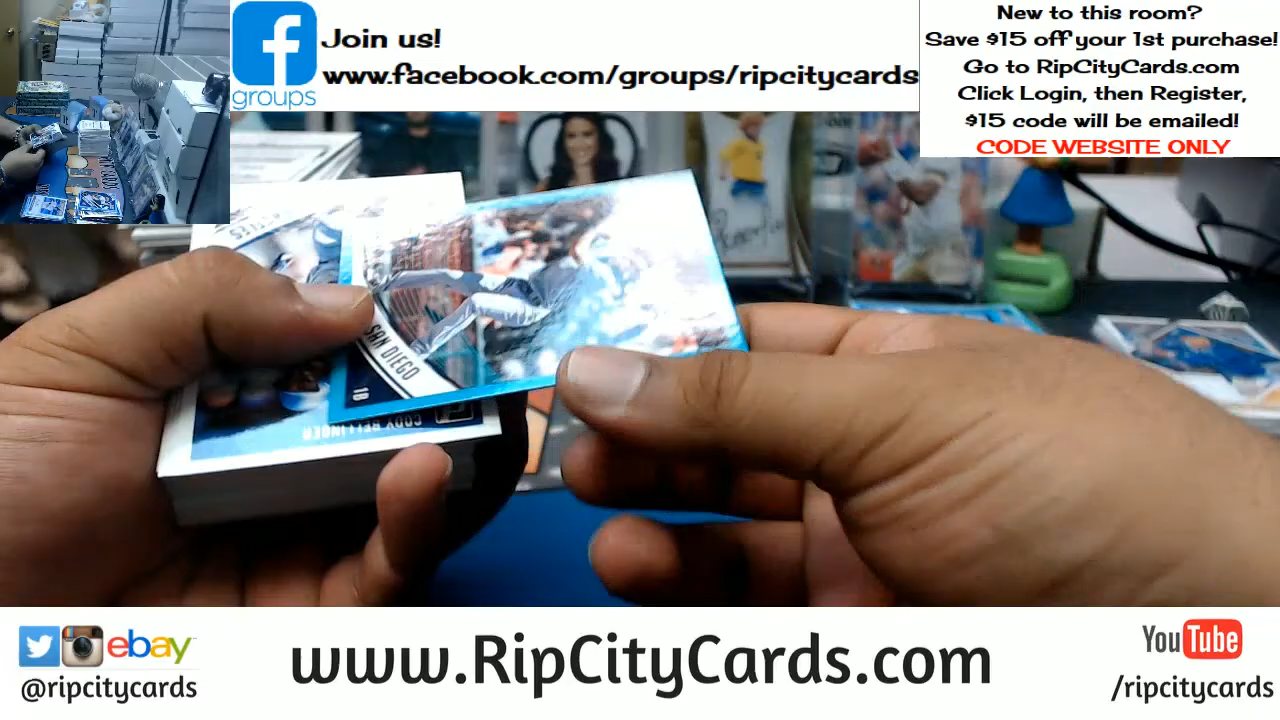 groups
Join us!
www.facebook.com/groups/ripcitycards
New to this room?
Save $15 off your 1st purchase!
Go to RipCityCards.com
Click Login, then Register,
$15 code will be emailed!
CODE WEBSITE ONLY
SAN DIEGO
1B
CODY BELLINGER
ebay
@ripcitycards
www.RipCityCards.com
YouTube
/ripcitycards